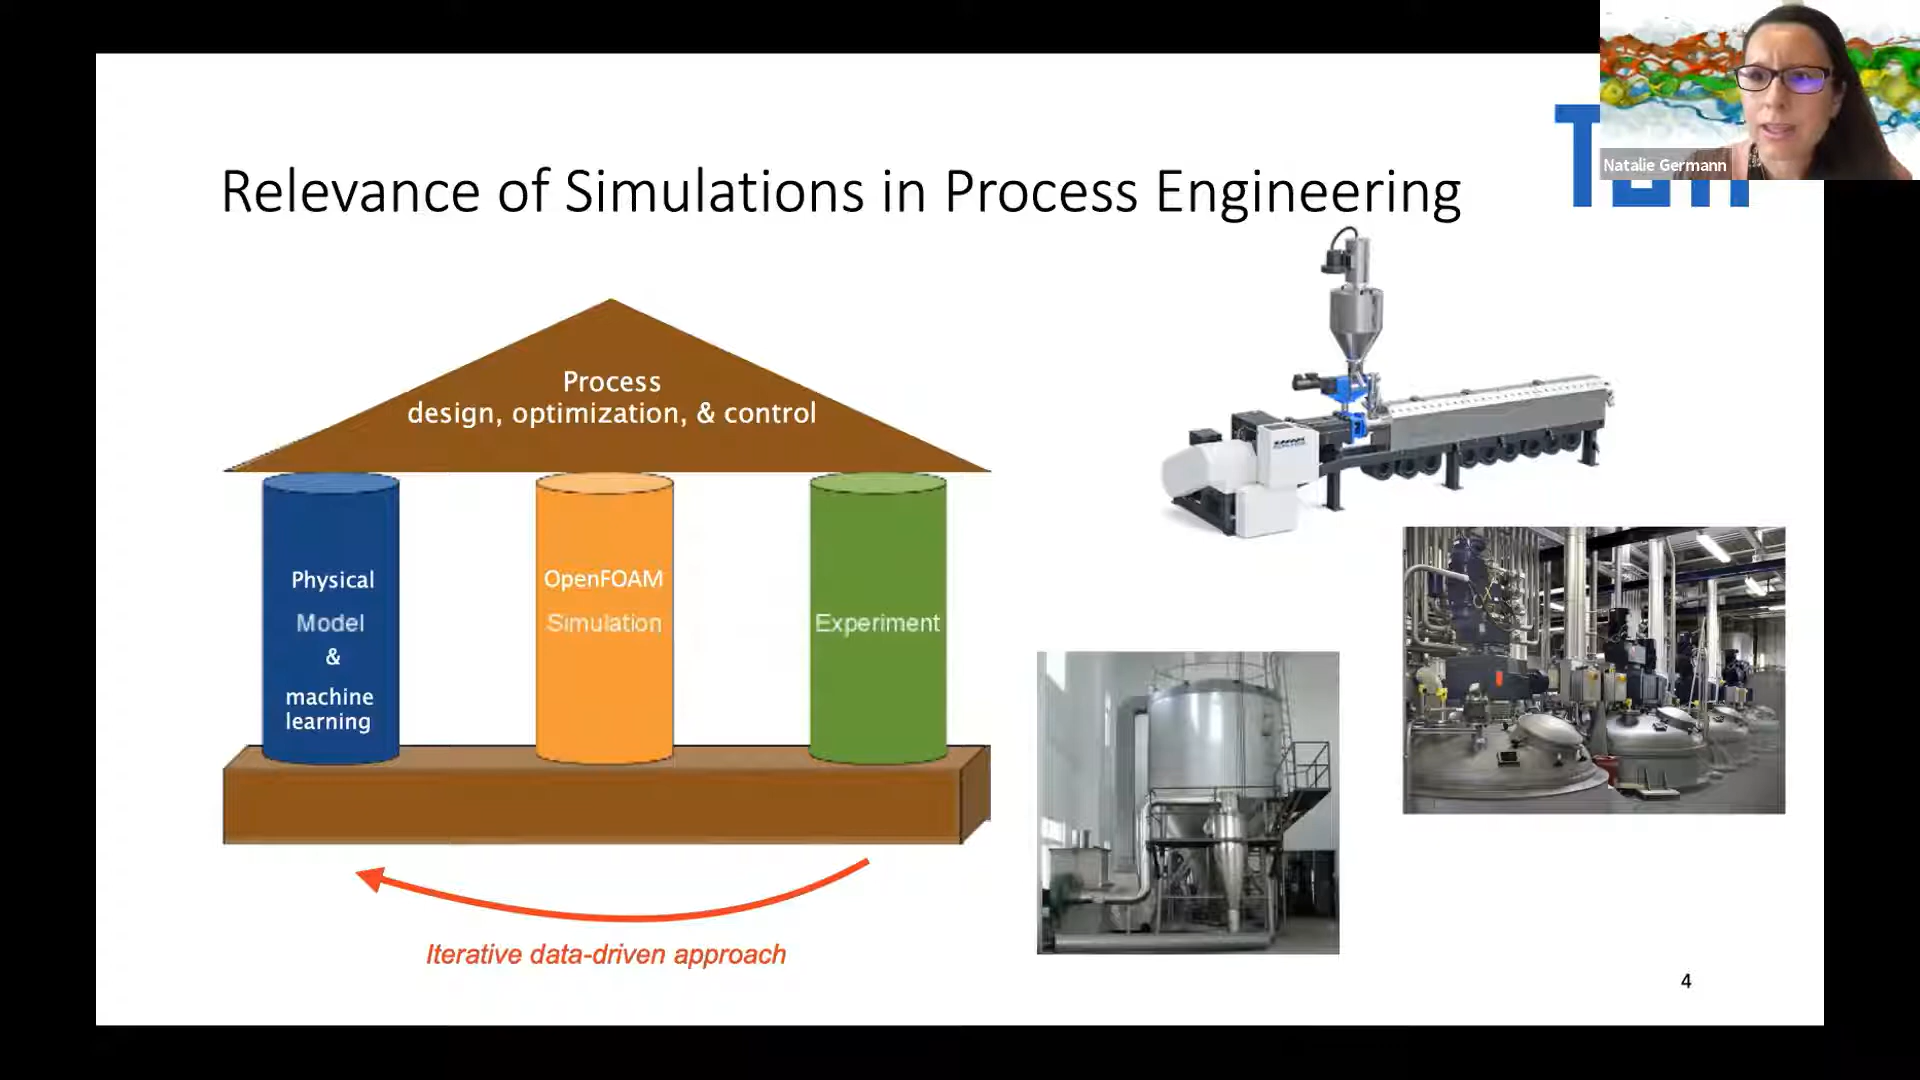 Natalie Germann
Relevance of Simulations in Process Engineering
Process
design, optimization, & control
Physical
Model
&
machine
learning
OpenFOAM
Simulation
Experiment
Iterative data-driven approach
4